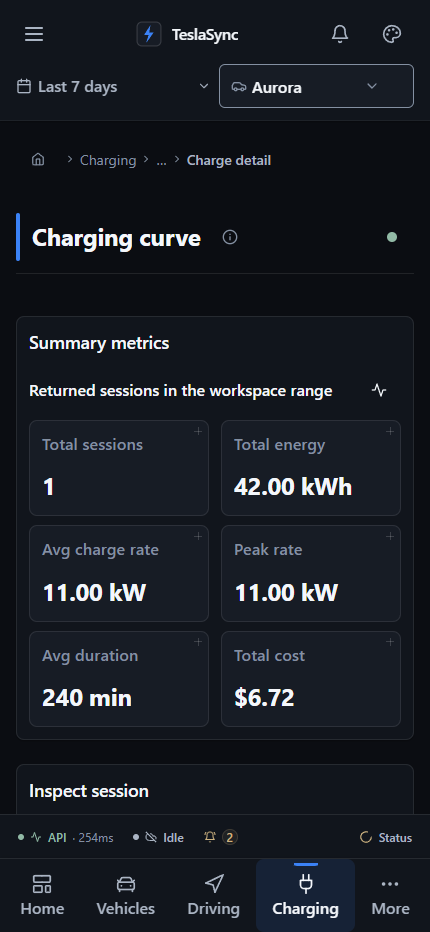 TeslaSync
Last 7 days
Aurora
Charging
...
Charge detail
Charging curve
Summary metrics
Returned sessions in the workspace range
Total sessions
1
Total energy
42.00 kWh
Avg charge rate
11.00 kW
Peak rate
11.00 kW
Avg duration
240 min
Total cost
$6.72
Inspect session
API · 254ms
Idle
2
Status
Home
Vehicles
Driving
Charging
More